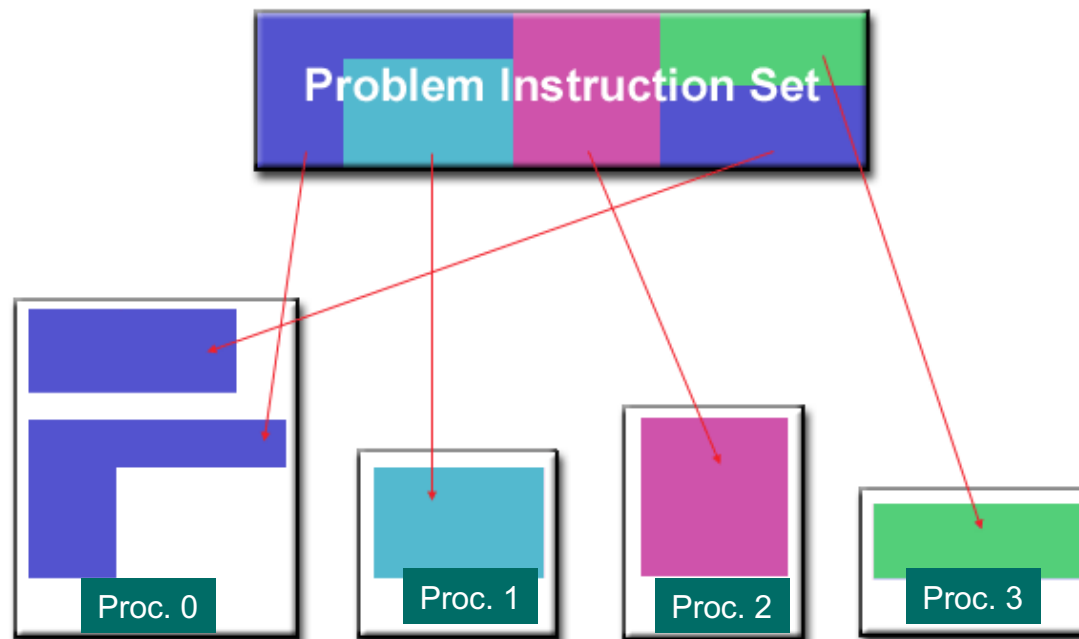 Problem Instruction Set
Proc. 0
Proc. 1
Proc. 2
Proc. 3